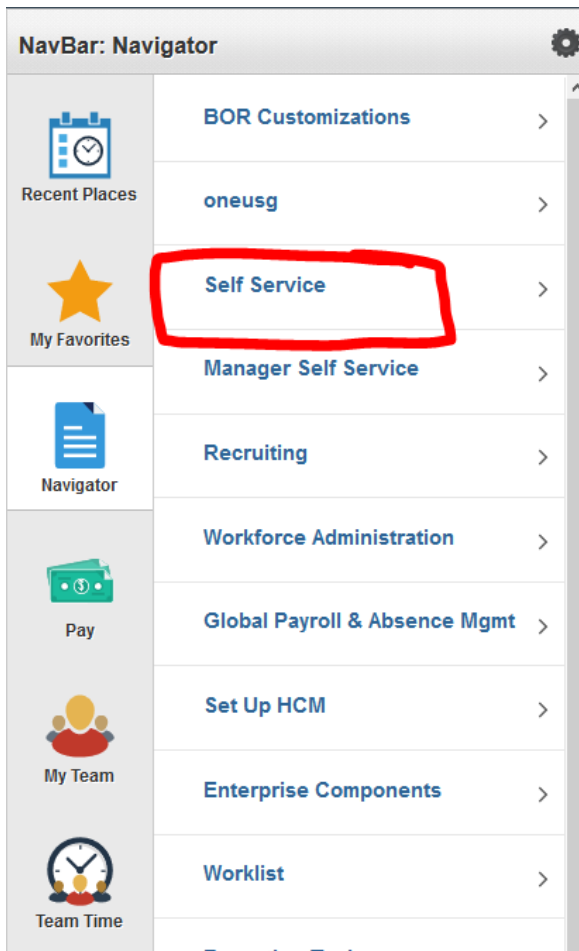 NavBar: Navigator
Recent Places
My Favorites
Navigator
Pay
My Team
Team Time
BOR Customizations
oneusg
Self Service
Manager Self Service
Recruiting
Workforce Administration
Global Payroll & Absence Mgmt
Set Up HCM
Enterprise Components
Worklist